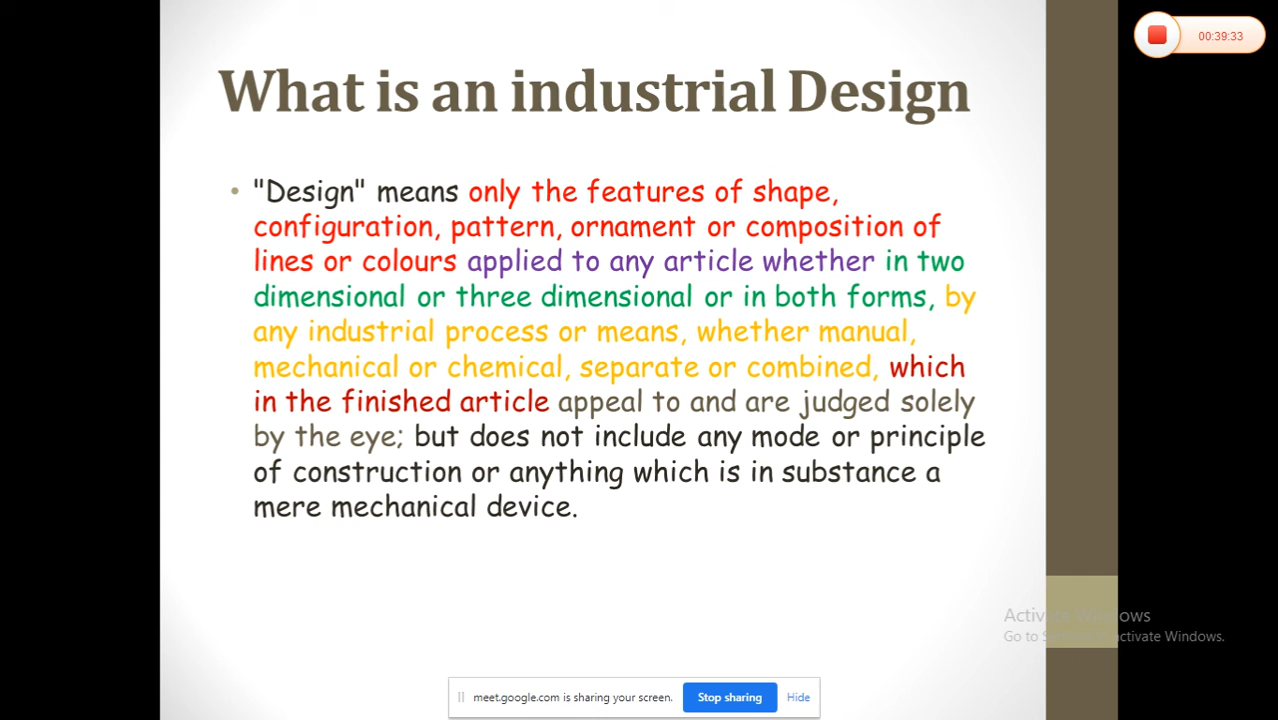 00:39:33
What is an industrial Design
• "Design" means only the features of shape,
configuration, pattern, ornament or composition of
lines or colours applied to any article whether in two
dimensional or three dimensional or in both forms, by
any industrial process or means, whether manual,
mechanical or chemical, separate or combined, which
in the finished article appeal to and are judged solely
by the eye; but does not include any mode or principle
of construction or anything which is in substance a
mere mechanical device.
Activate Windows
Go to Activate Windows.
meet.google.com is sharing your screen. Stop sharing Hide